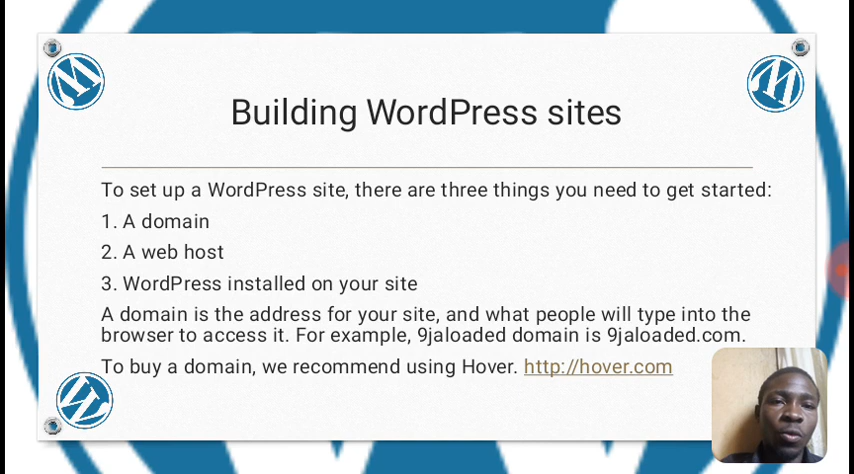 Building WordPress sites
To set up a WordPress site, there are three things you need to get started:
1. A domain
2. A web host
3. WordPress installed on your site
A domain is the address for your site, and what people will type into the
browser to access it. For example, 9jaloaded domain is 9jaloaded.com.
To buy a domain, we recommend using Hover. http://hover.com